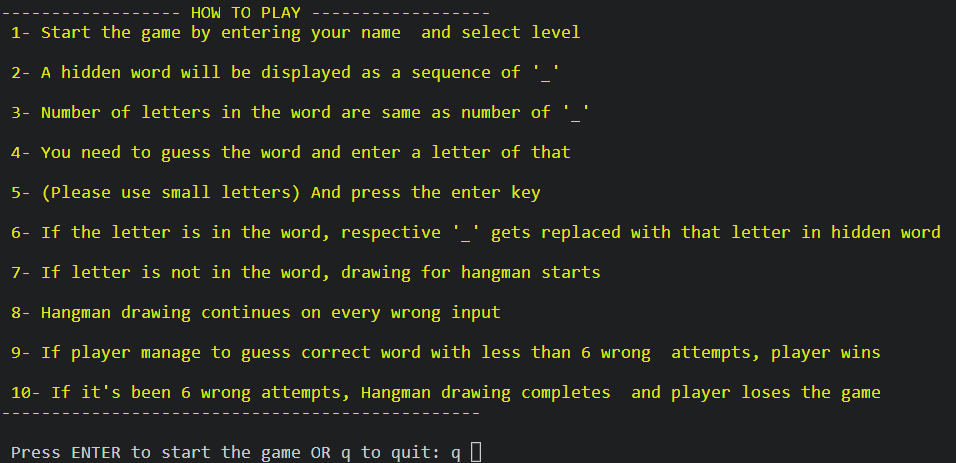 ------------------ HOW TO PLAY ------------------
1- Start the game by entering your name  and select level
2- A hidden word will be displayed as a sequence of '_'
3- Number of letters in the word are same as number of '_'
4- You need to guess the word and enter a letter of that
5- (Please use small letters) And press the enter key
6- If the letter is in the word, respective '_' gets replaced with that letter in hidden word
7- If letter is not in the word, drawing for hangman starts
8- Hangman drawing continues on every wrong input
9- If player manage to guess correct word with less than 6 wrong  attempts, player wins
10- If it's been 6 wrong attempts, Hangman drawing completes  and player loses the game
------------------------------------------------
Press ENTER to start the game OR q to quit: q